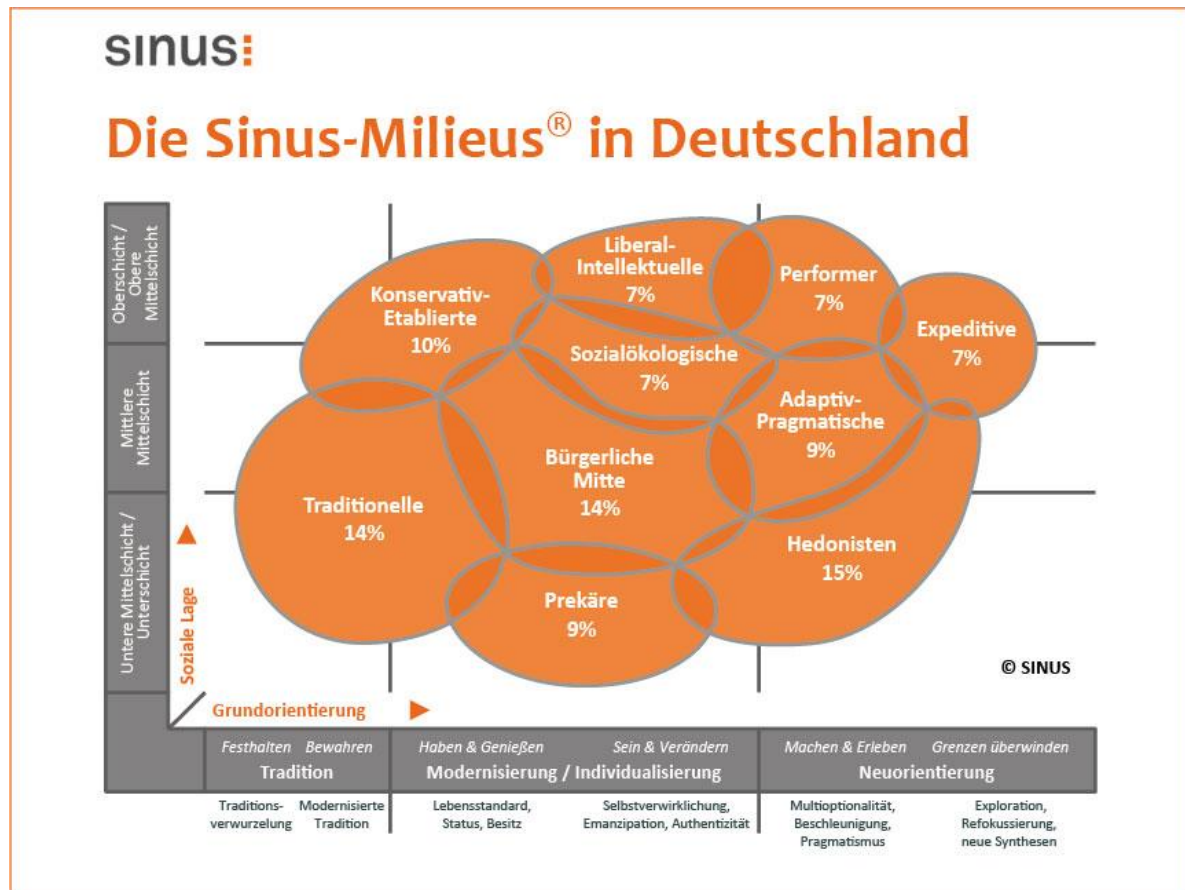 sinus
Die Sinus-Milieus® in Deutschland
Oberschicht /
Obere
Mittelschicht
Mittlere
Mittelschicht
Untere Mittelschicht /
Unterschicht
Soziale Lage
Konservativ-
Etablierte
10%
Liberal-
Intellektuelle
7%
Performer
7%
Expeditive
7%
Sozialökologische
7%
Adaptiv-
Pragmatische
9%
Traditionelle
14%
Bürgerliche
Mitte
14%
Hedonisten
15%
Prekäre
9%
© SINUS
Grundorientierung
Festhalten Bewahren
Tradition
Haben & Genießen Sein & Verändern
Modernisierung / Individualisierung
Machen & Erleben Grenzen überwinden
Neuorientierung
Traditions-
verwurzelung
Modernisierte
Tradition
Lebensstandard,
Status, Besitz
Selbstverwirklichung,
Emanzipation, Authentizität
Multioptionalität,
Beschleunigung,
Pragmatismus
Exploration,
Refokussierung,
neue Synthesen